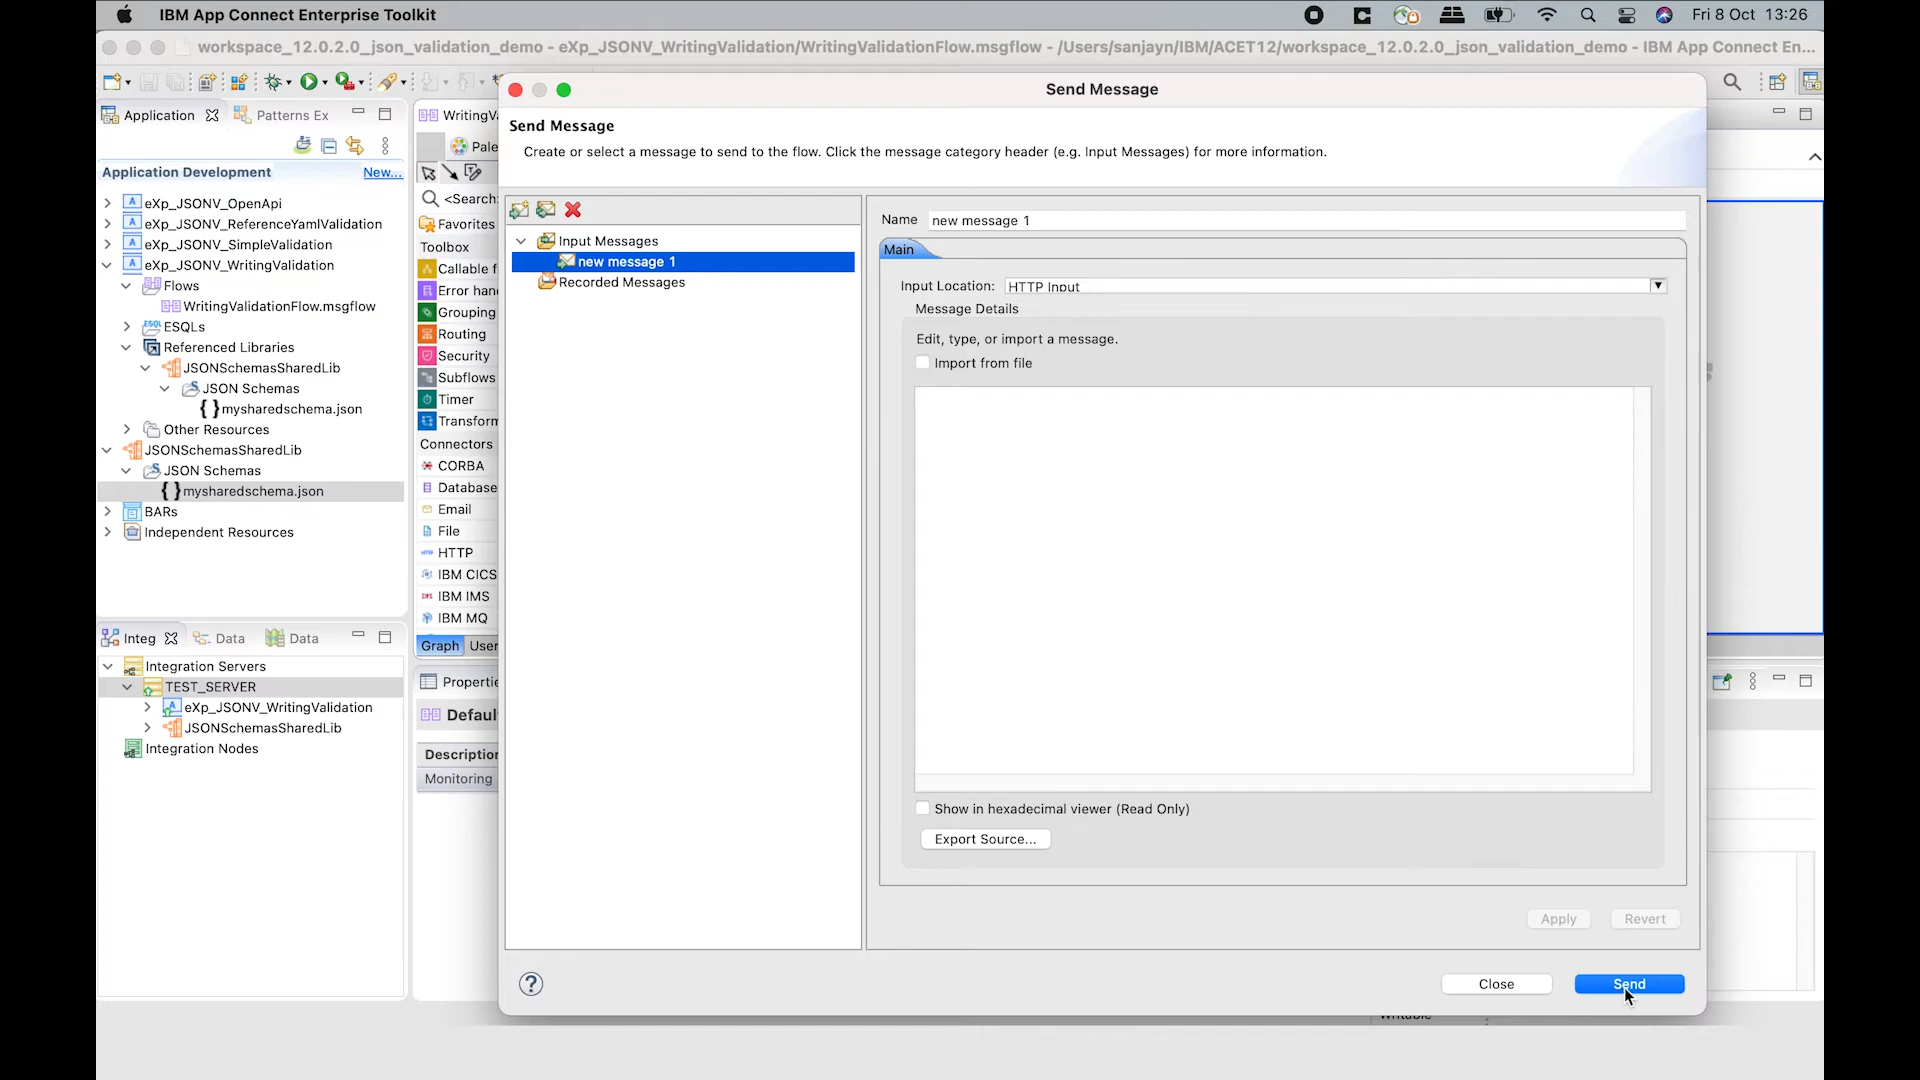 IBM App Connect Enterprise Toolkit
Fri 8 Oct 13:26
workspace_12.0.2.0_json_validation_demo - eXp_JSONV_WritingValidation/WritingValidationFlow.msgflow - /Users/sanjayn/IBM/ACET12/workspace_12.0.2.0_json_validation_demo - IBM App Connect En...
Application
Patterns Ex
Application Development
New...
eXp_JSONV_OpenApi
eXp_JSONV_ReferenceYamlValidation
eXp_JSONV_SimpleValidation
eXp_JSONV_WritingValidation
Flows
WritingValidationFlow.msgflow
ESQLs
Referenced Libraries
JSONSchemasSharedLib
JSON Schemas
mysharedschema.json
Other Resources
JSONSchemasSharedLib
JSON Schemas
mysharedschema.json
BARs
Independent Resources
Integ
Data
Data
Integration Servers
TEST_SERVER
eXp_JSONV_WritingValidation
JSONSchemasSharedLib
Integration Nodes
WritingVa
Pale
<Search
Favorites
Toolbox
Callable f
Error hand
Grouping
Routing
Security
Subflows
Timer
Transform
Connectors
CORBA
Database
Email
File
HTTP
IBM CICS
IBM IMS
IBM MQ
Graph
User
Propertie
Default
Description
Monitoring
Send Message
Send Message
Create or select a message to send to the flow. Click the message category header (e.g. Input Messages) for more information.
Input Messages
new message 1
Recorded Messages
Name
new message 1
Main
Input Location:
HTTP Input
Message Details
Edit, type, or import a message.
Import from file
Show in hexadecimal viewer (Read Only)
Export Source...
Apply
Revert
?
Close
Send